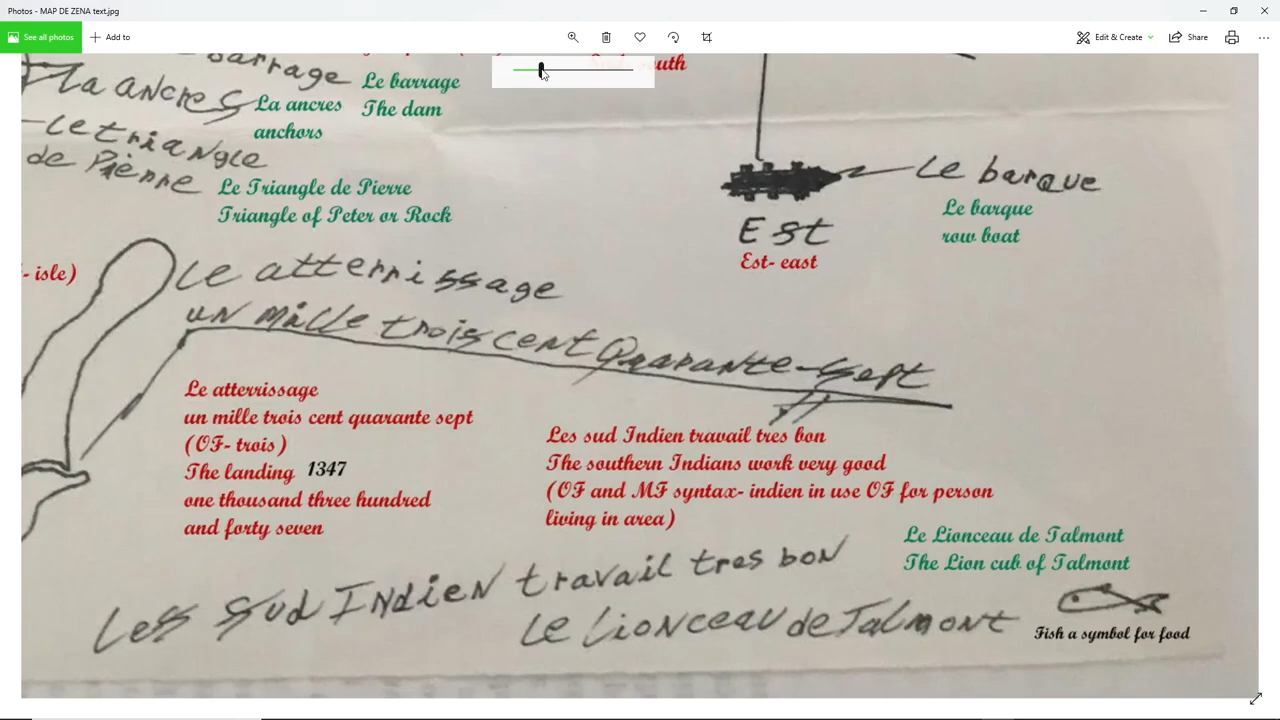 Photos - MAP DE ZENA text.jpg
See all photos
Add to
Edit & Create
Share
barrage
Le barrage
The dam
La ancres
La ancres
anchors
Le triangle
de Pierre
Le Triangle de Pierre
Triangle of Peter or Rock
Le barque
Le barque
row boat
Est
Est- east
- isle)
Le atterrissage
un mille trois cent Quarante-sept
Le atterrissage
un mille trois cent quarante sept
(OF- trois)
The landing 1347
one thousand three hundred
and forty seven
Les sud Indien travail tres bon
The southern Indians work very good
(OF and MF syntax- indien in use OF for person
living in area)
Le Lionceau de Talmont
The Lion cub of Talmont
Les sud Indien travail tres bon
Le Lionceau de Talmont
Fish a symbol for food